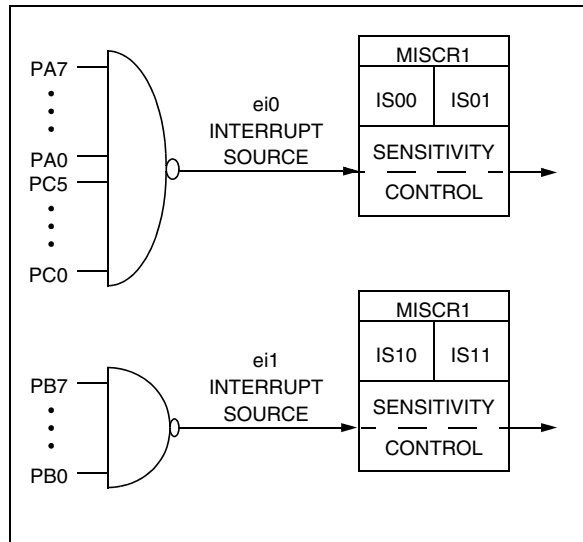 PA7
PA0
PC5
PC0
ei0
INTERRUPT
SOURCE
MISCR1
IS00 IS01
SENSITIVITY
CONTROL
PB7
PB0
ei1
INTERRUPT
SOURCE
MISCR1
IS10 IS11
SENSITIVITY
CONTROL